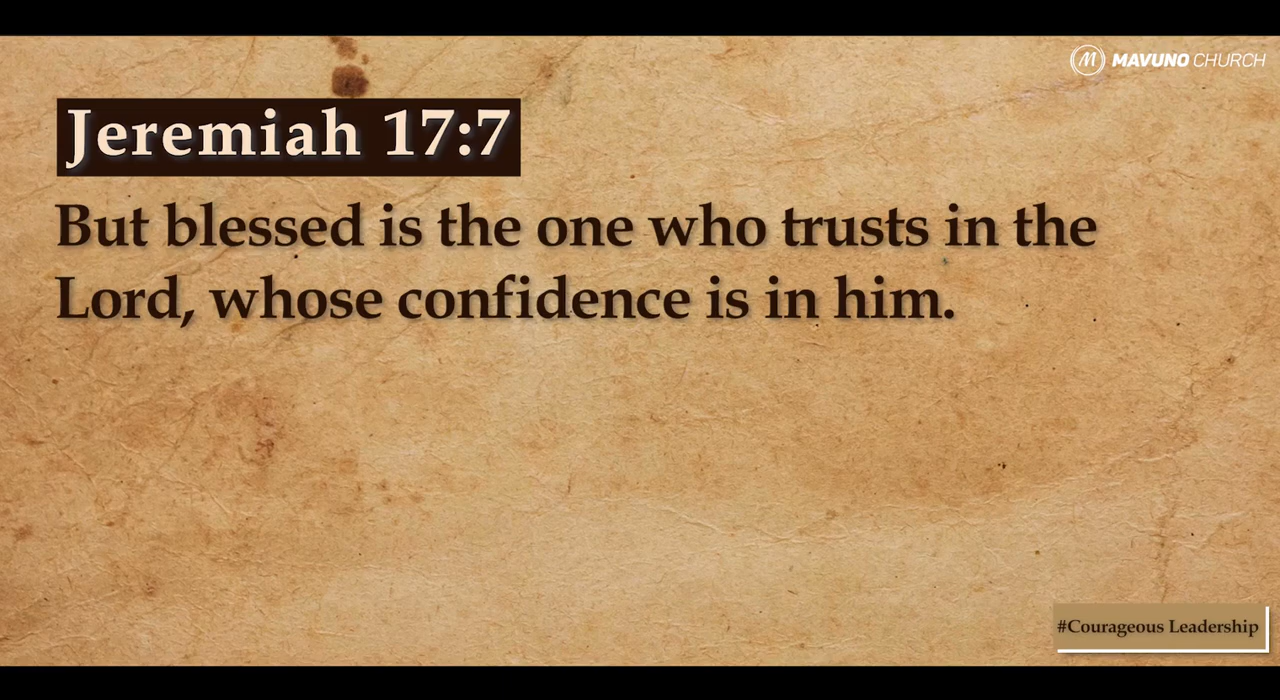 MAVUNO CHURCH
Jeremiah 17:7
But blessed is the one who trusts in the
Lord, whose confidence is in him.
#Courageous Leadership